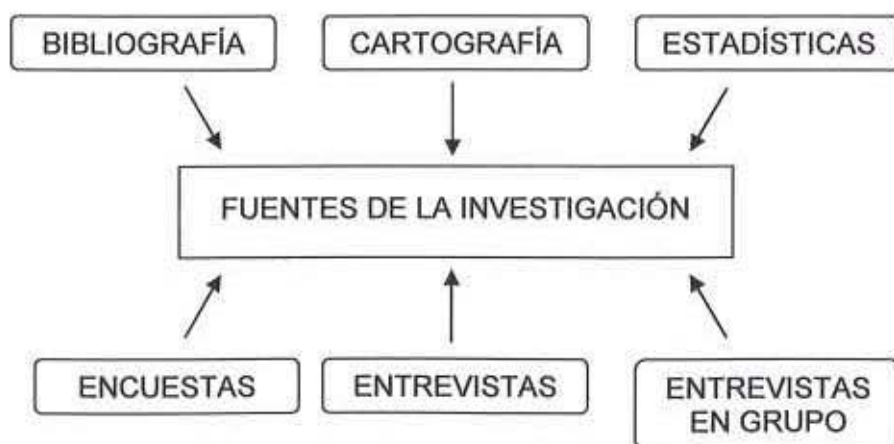 BIBLIOGRAFÍA
CARTOGRAFÍA
ESTADÍSTICAS
FUENTES DE LA INVESTIGACIÓN
ENCUESTAS
ENTREVISTAS
ENTREVISTAS
EN GRUPO